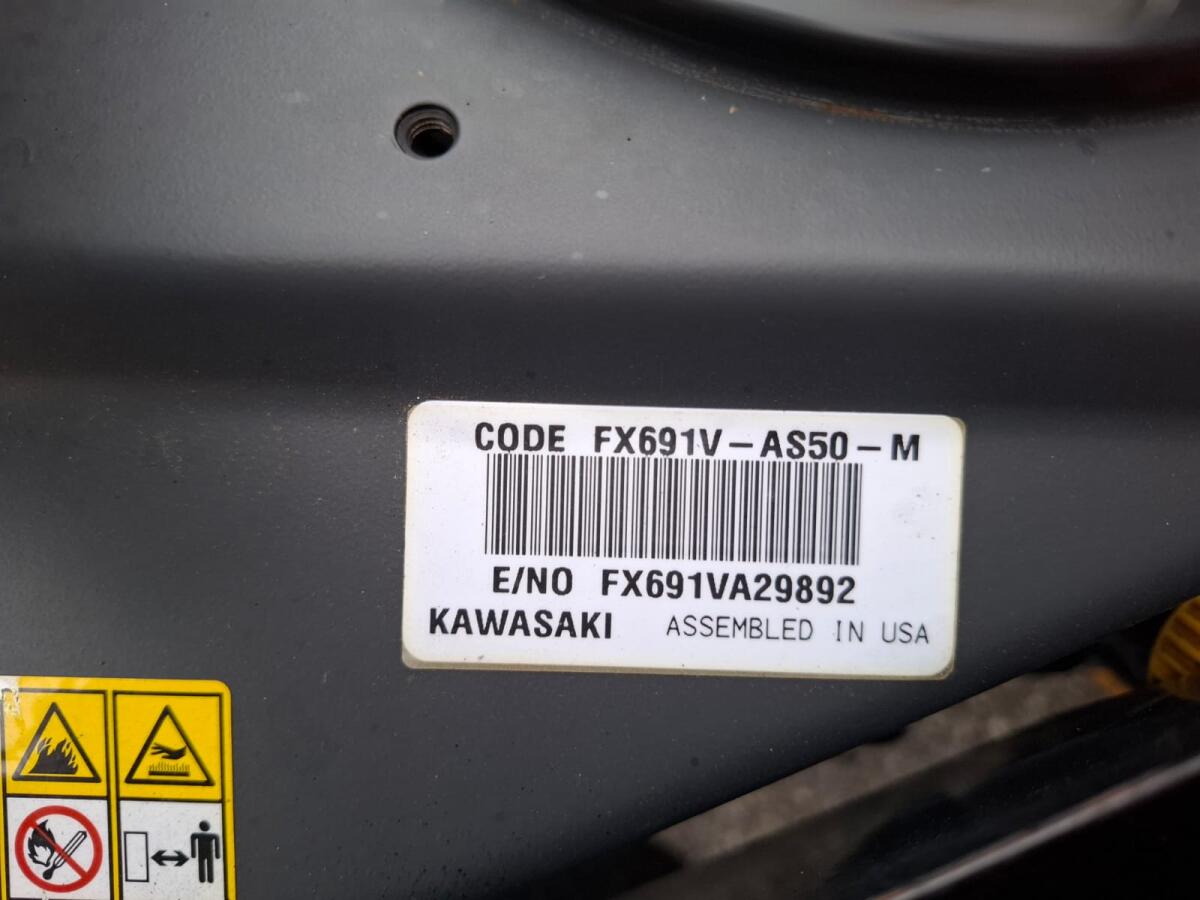 CODE FX691V-AS50-M
E/NO FX691VA29892
KAWASAKI ASSEMBLED IN USA